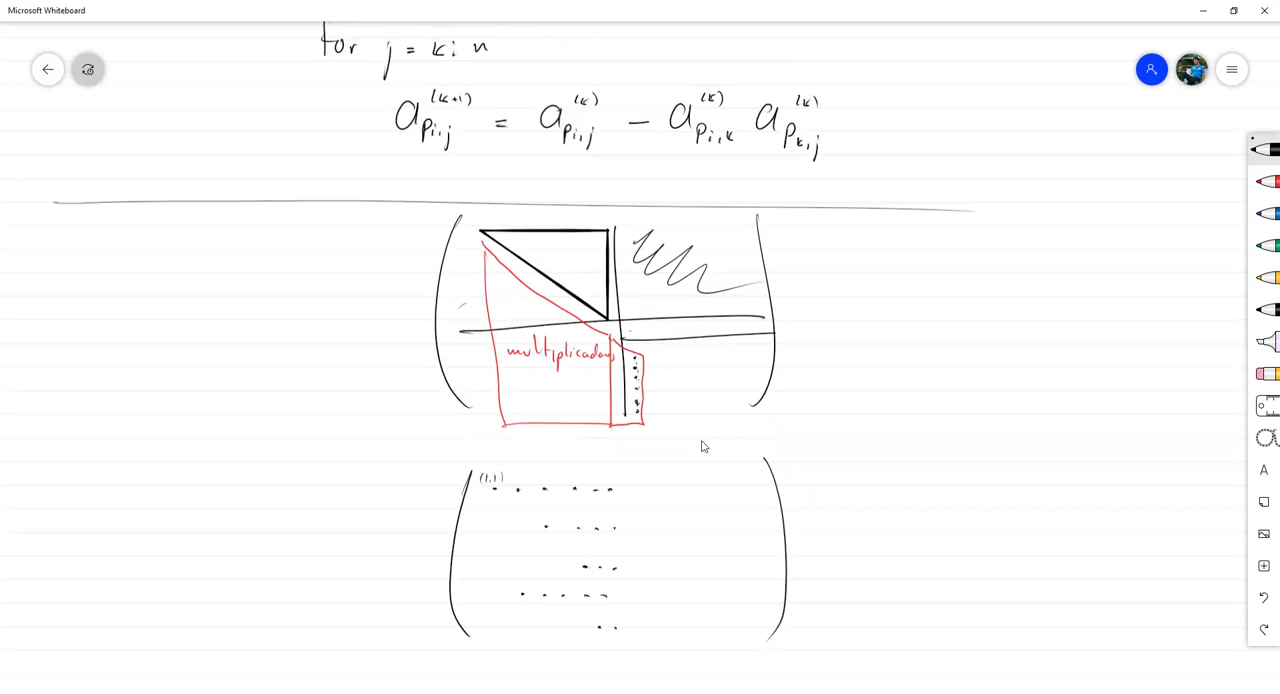 Microsoft Whiteboard
for j = k: n
a_{p_i,j}^{(k+1)} = a_{p_i,j}^{(k)} - a_{p_i,k}^{(k)} a_{p_k,j}^{(k)}
multiplicadores
(1,1)
A